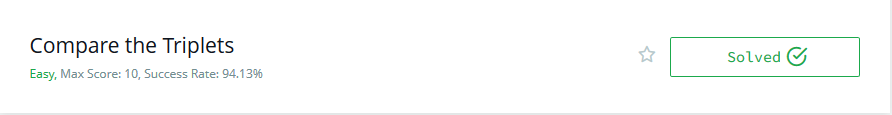 Compare the Triplets
Solved
Easy, Max Score: 10, Success Rate: 94.13%